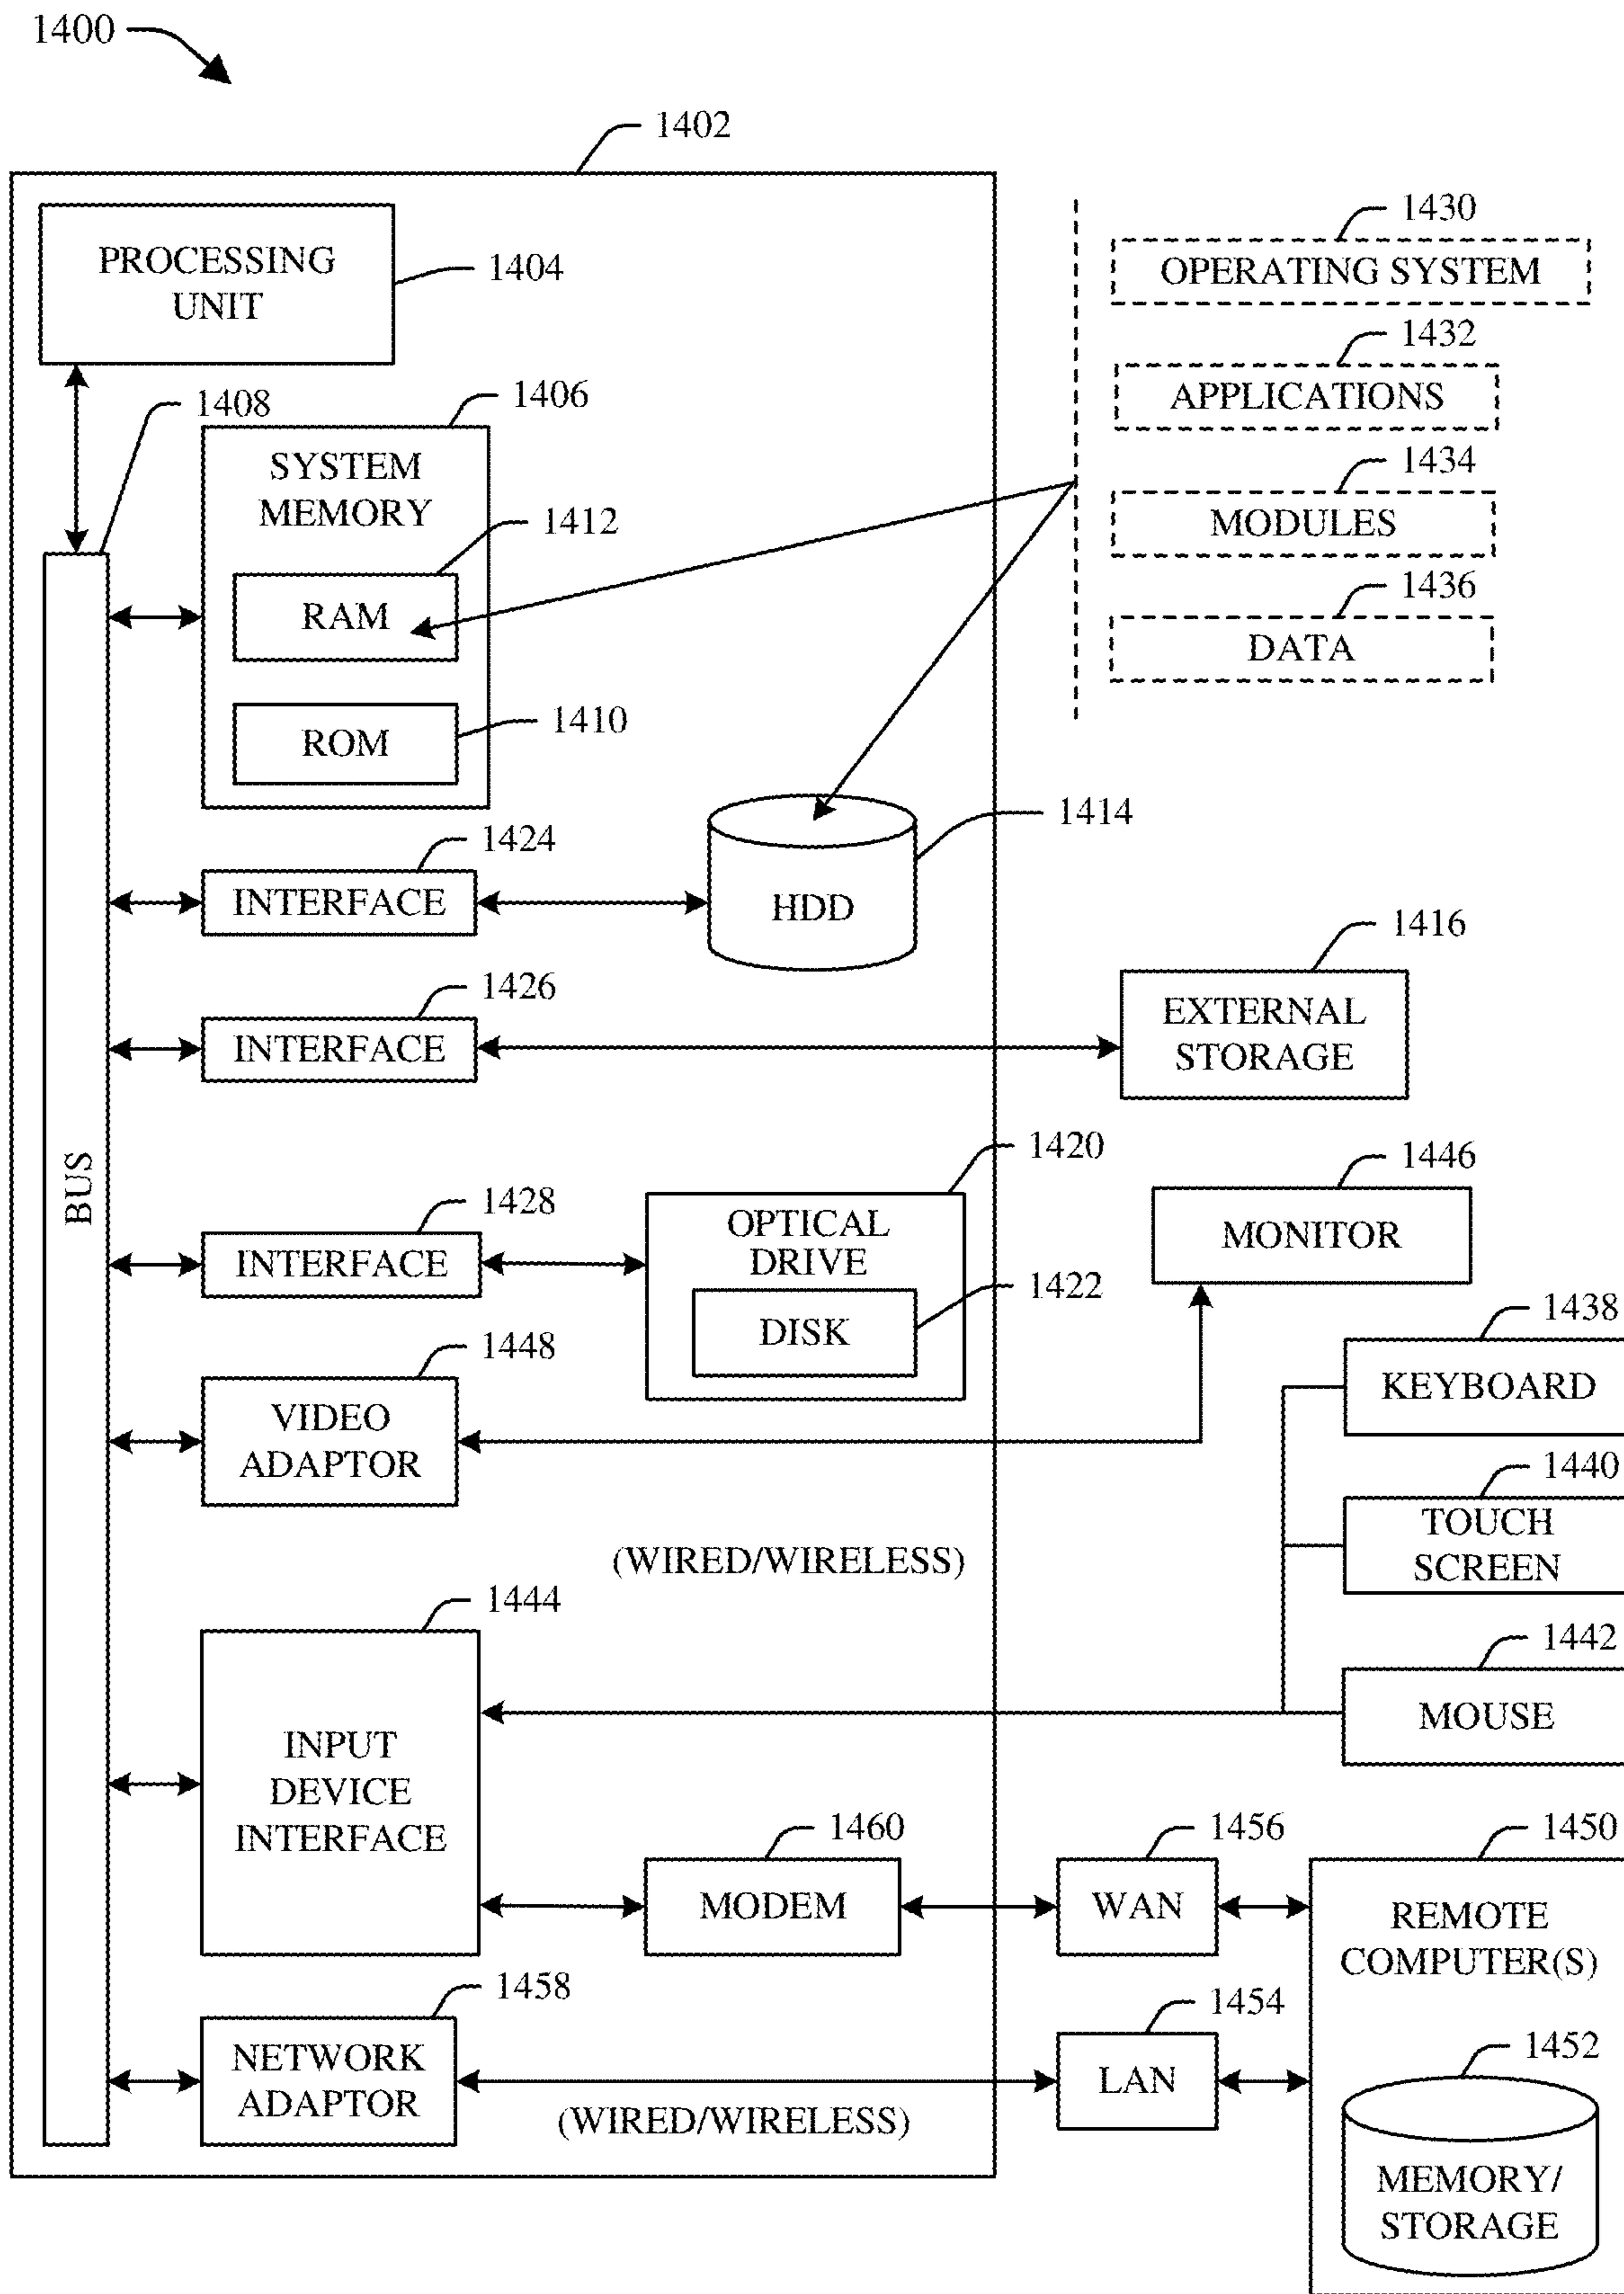 1400
1402
PROCESSING
UNIT
1404
1430
OPERATING SYSTEM
1432
APPLICATIONS
1434
MODULES
1436
DATA
1408
1406
SYSTEM
MEMORY
1412
RAM
1410
ROM
1424
INTERFACE
1414
HDD
1426
INTERFACE
1416
EXTERNAL
STORAGE
BUS
1428
INTERFACE
1420
OPTICAL
DRIVE
1422
DISK
1446
MONITOR
1448
VIDEO
ADAPTOR
1438
KEYBOARD
1440
TOUCH
SCREEN
(WIRED/WIRELESS)
1444
INPUT
DEVICE
INTERFACE
1442
MOUSE
1460
MODEM
1456
WAN
1450
REMOTE
COMPUTER(S)
1458
NETWORK
ADAPTOR
(WIRED/WIRELESS)
1454
LAN
1452
MEMORY/
STORAGE